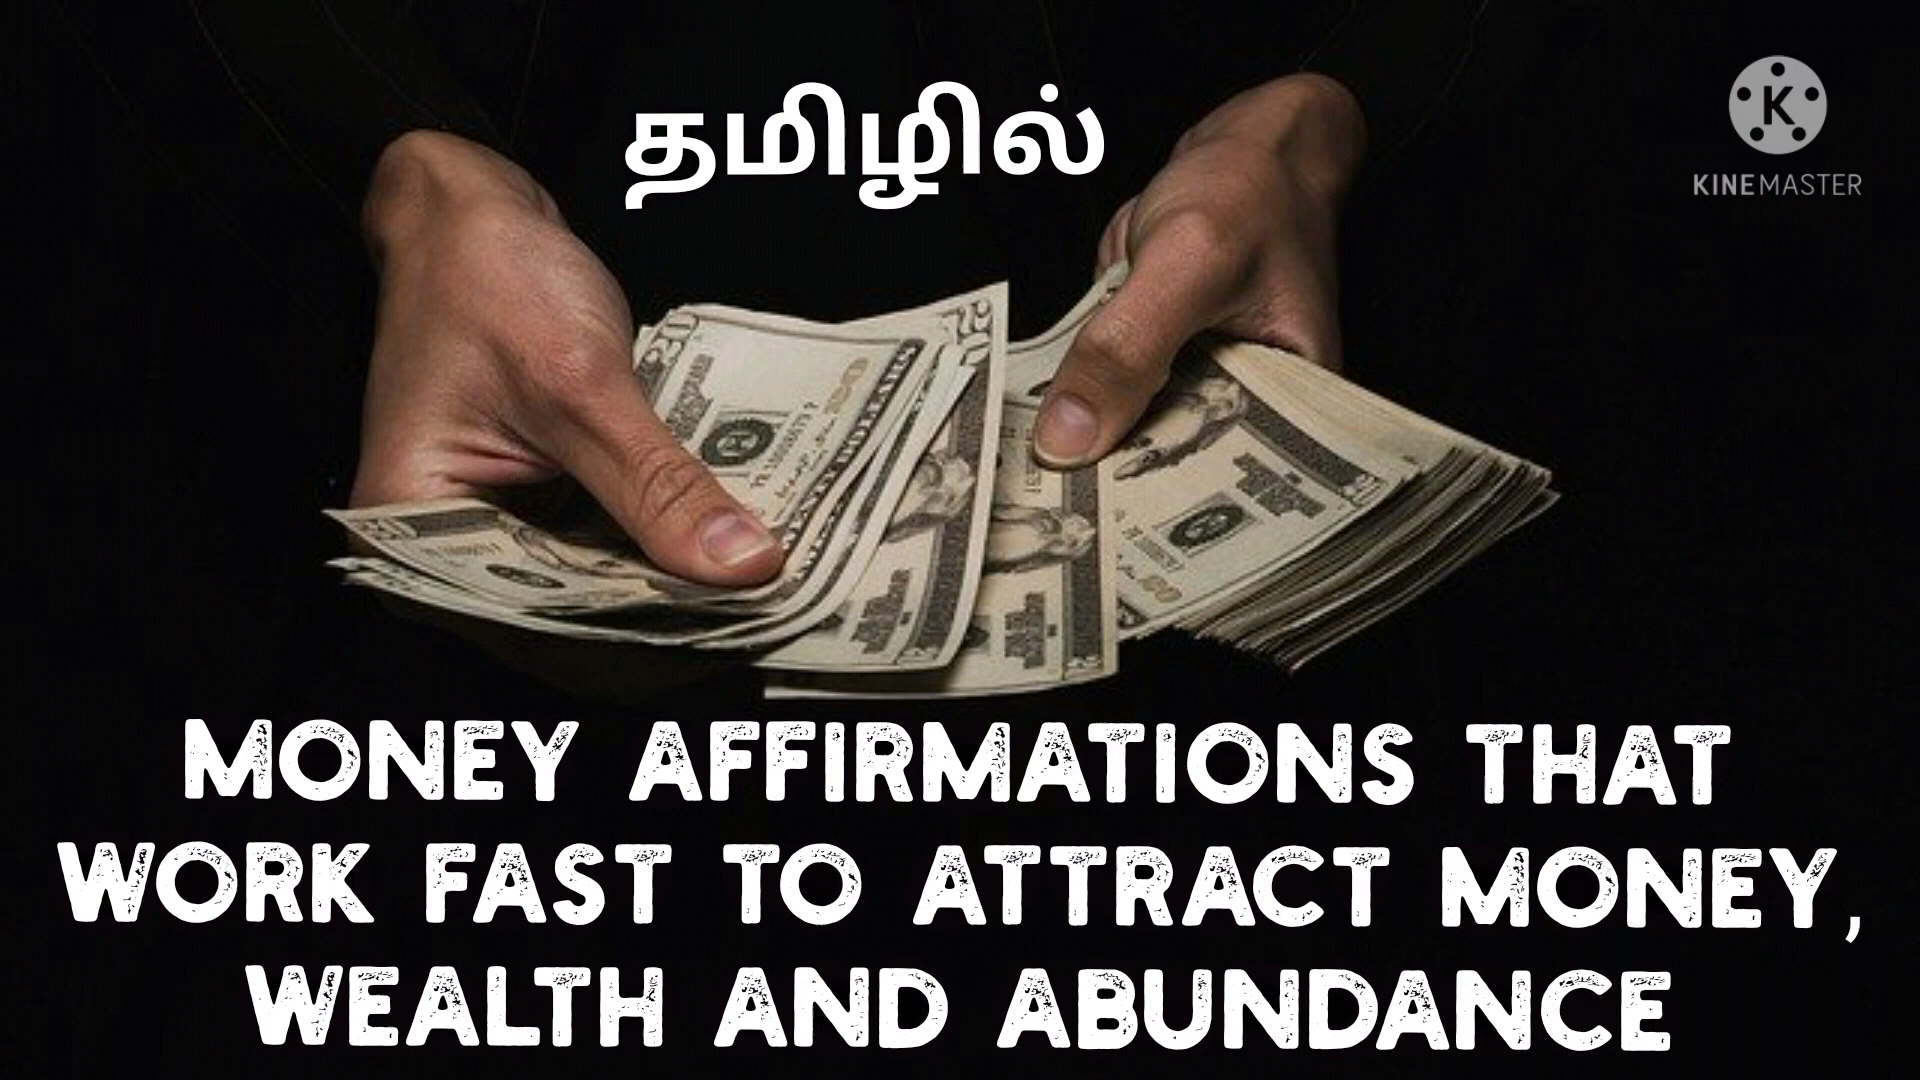 தமிழில்
KINEMASTER
MONEY AFFIRMATIONS THAT
WORK FAST TO ATTRACT MONEY,
WEALTH AND ABUNDANCE